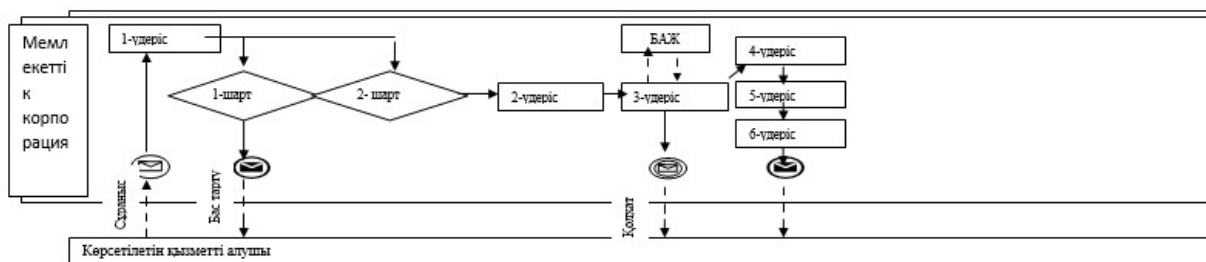 Мемл
екетті
к
корпо
рация
1-үдеріс
1-шарт
2- шарт
2-үдеріс
БАЖ
3-үдеріс
4-үдеріс
5-үдеріс
6-үдеріс
Сұраныс
Бас тарту
Қолхат
Көрсетілетін қызметті алушы